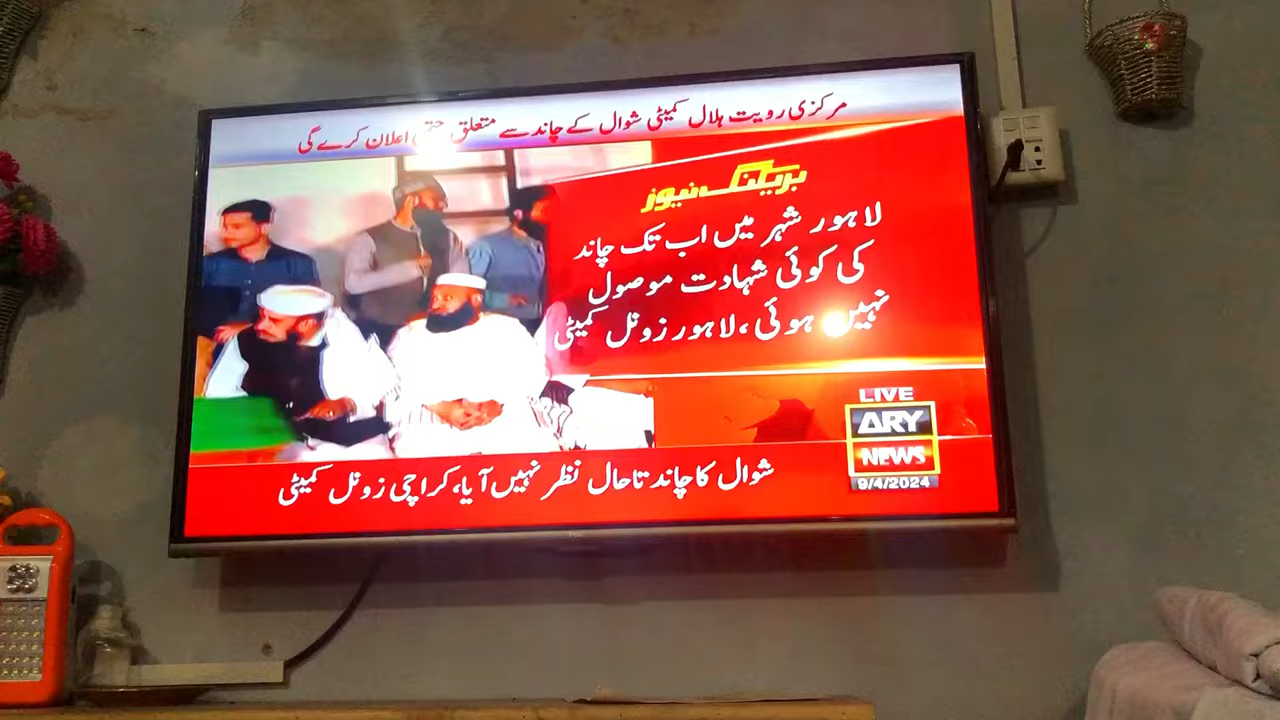 مرکزی رویت ہلال کمیٹی شوال کے چاند سے متعلق اعلان کرے گی
بریکنگ نیوز
لاہور شہر میں اب تک چاند
کی کوئی شہادت موصول
نہیں ہوئی، لاہور زونل کمیٹی
LIVE
ARY
NEWS
9/4/2024
شوال کا چاند تاحال نظر نہیں آیا، کراچی زونل کمیٹی